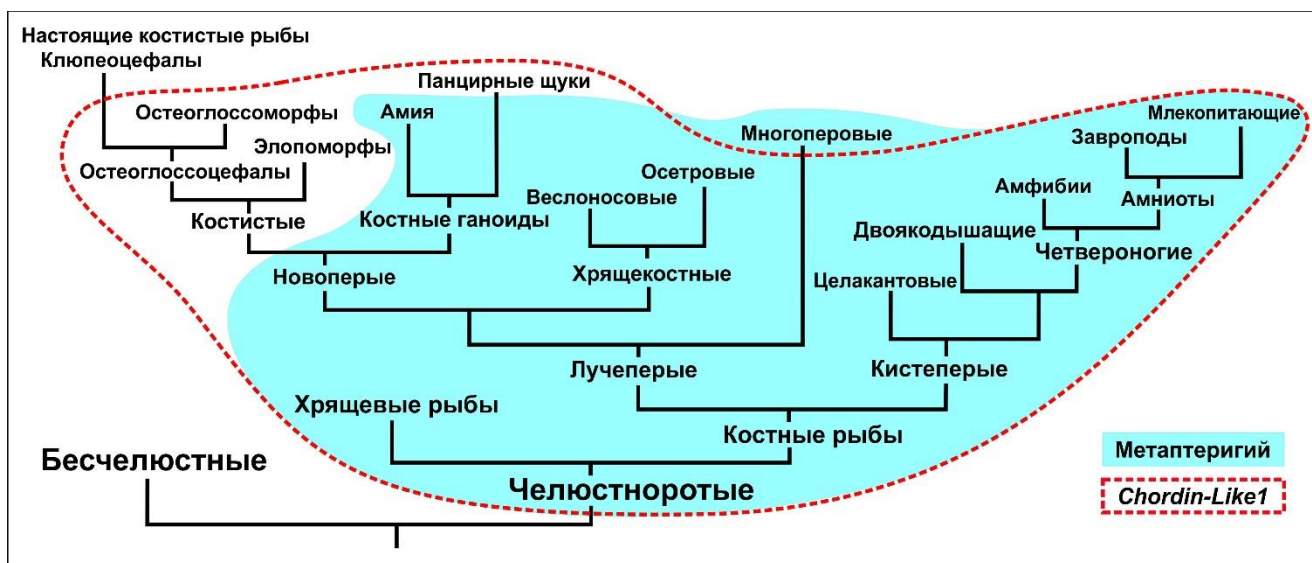 Настоящие костистые рыбы
Клюпеоцефалы
Панцирные щуки
Остеоглоссоморфы
Амия
Многоперовые
Млекопитающие
Завроподы
Элопоморфы
Остеоглоссоцефалы
Осетровые
Веслоносовые
Амфибии
Амниоты
Костистые
Костные ганоиды
Двоякодышащие
Четвероногие
Новоперые
Хрящекостные
Целакантовые
Лучеперые
Кистеперые
Хрящевые рыбы
Костные рыбы
Бесчелюстные
Челюстноротые
Метаптеригий
Chordin-Like1